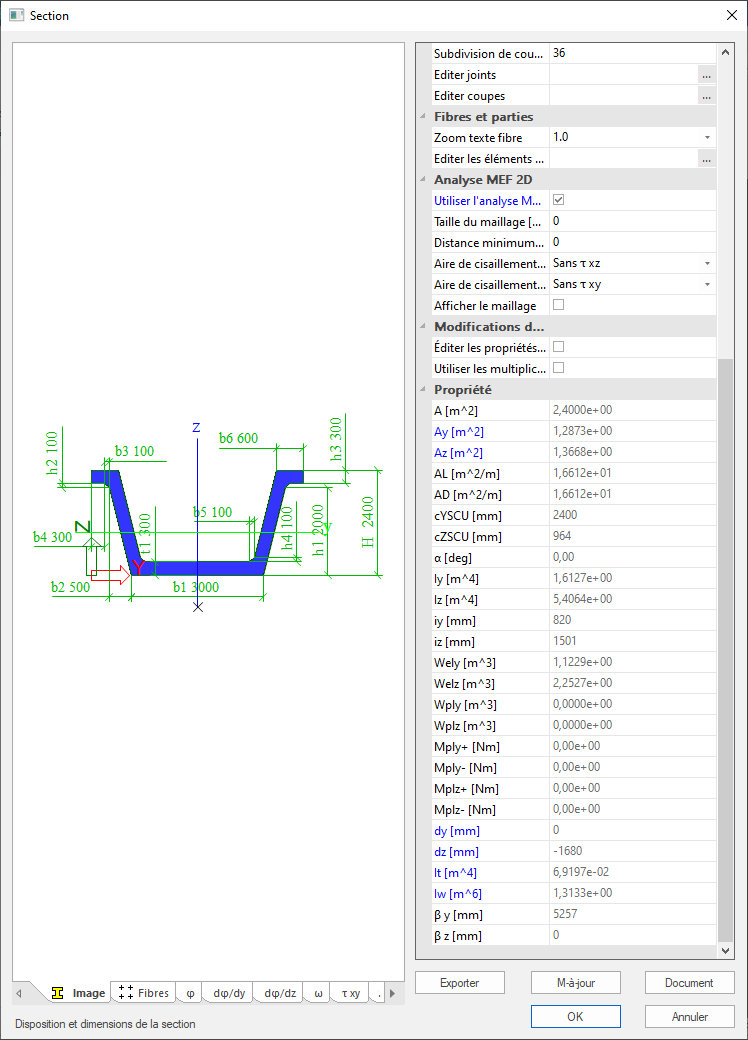 Section
Z
b6 600
b3 100
h2 100
h3 300
b5 100
t1 300
h4 100
h1 2000
H 2400
y
Z
b4 300
Y
b2 500
b1 3000
Subdivision de cou... 36
Editer joints ...
Editer coupes ...
Fibres et parties
Zoom texte fibre 1.0
Editer les éléments ... ...
Analyse MEF 2D
Utiliser l'analyse M...
Taille du maillage [... 0
Distance minimum... 0
Aire de cisaillement... Sans τ xz
Aire de cisaillement... Sans τ xy
Afficher le maillage
Modifications d...
Éditer les propriétés...
Utiliser les multiplic...
Propriété
A [m^2] 2,4000e+00
Ay [m^2] 1,2873e+00
Az [m^2] 1,3668e+00
AL [m^2/m] 1,6612e+01
AD [m^2/m] 1,6612e+01
cYSCU [mm] 2400
cZSCU [mm] 964
α [deg] 0,00
Iy [m^4] 1,6127e+00
Iz [m^4] 5,4064e+00
iy [mm] 820
iz [mm] 1501
Wely [m^3] 1,1229e+00
Welz [m^3] 2,2527e+00
Wply [m^3] 0,0000e+00
Wplz [m^3] 0,0000e+00
Mply+ [Nm] 0,00e+00
Mply- [Nm] 0,00e+00
Mplz+ [Nm] 0,00e+00
Mplz- [Nm] 0,00e+00
dy [mm] 0
dz [mm] -1680
It [m^4] 6,9197e-02
Iw [m^6] 1,3133e+00
β y [mm] 5257
β z [mm] 0
Image Fibres φ dφ/dy dφ/dz ω τ xy .
Exporter M-à-jour Document
Disposition et dimensions de la section
OK Annuler